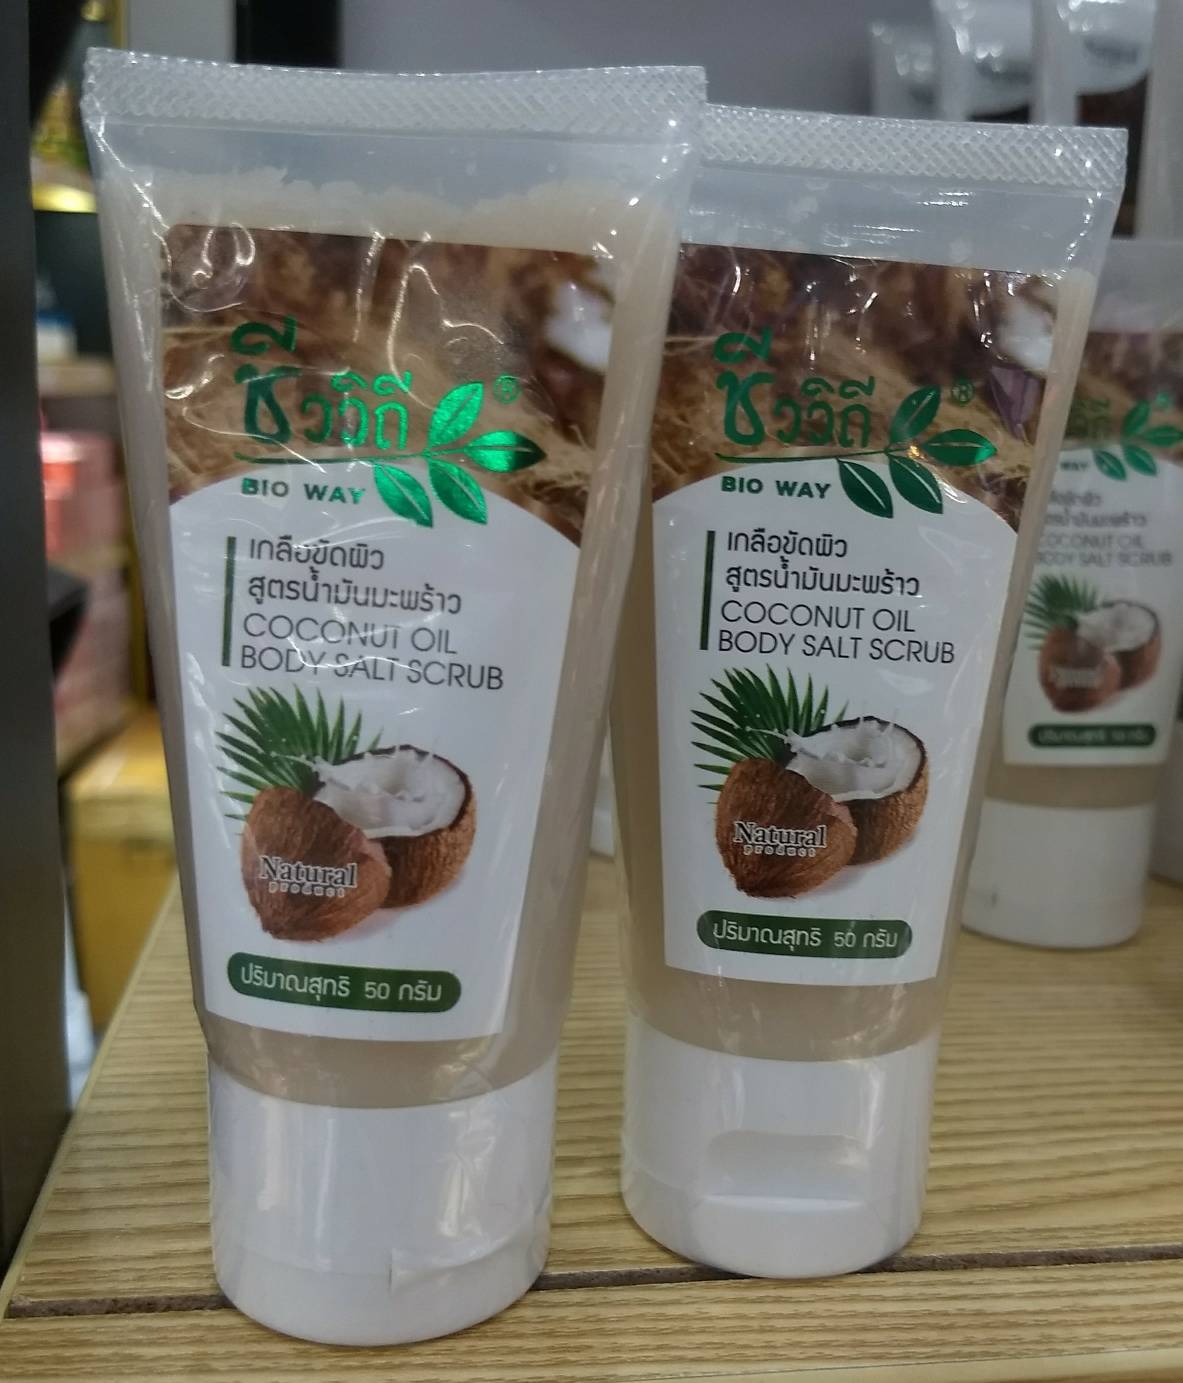 ชีววิถี®
BIO WAY
เกลือขัดผิว
สูตรน้ำมันมะพร้าว
COCONUT OIL
BODY SALT SCRUB
Natural
product
ปริมาณสุทธิ 50 กรัม
ชีววิถี®
BIO WAY
เกลือขัดผิว
สูตรน้ำมันมะพร้าว
COCONUT OIL
BODY SALT SCRUB
Natural
product
ปริมาณสุทธิ 50 กรัม
WAY
COCONUT OIL
BODY SALT SCRUB